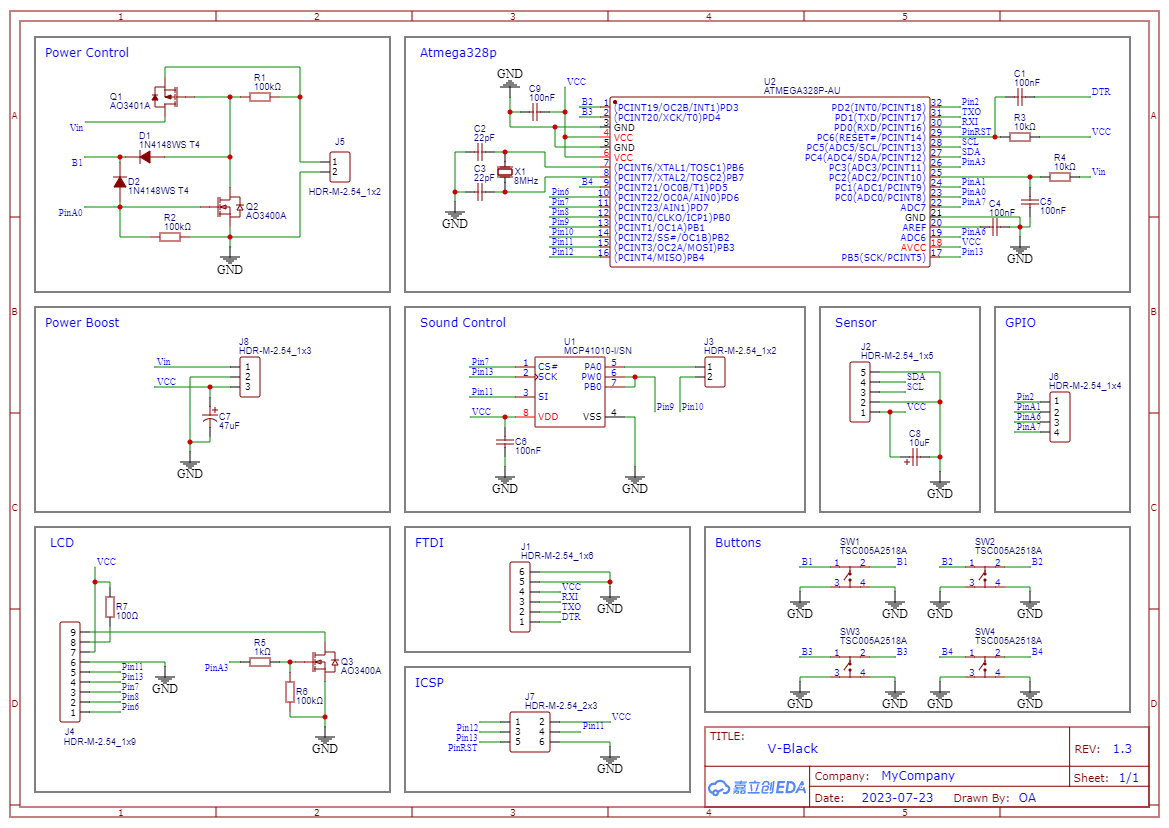 1 2 3 4 5
A
B
C
D
Power Control
Q1
AO3401A
Vin
R1
100kΩ
D1
1N4148WS T4
B1
D2
1N4148WS T4
PinA0
Q2
AO3400A
R2
100kΩ
GND
J5
1
2
HDR-M-2.54_1x2
Atmega328p
GND
VCC
C9
100nF
B2
B3
C2
22pF
C3
22pF
X1
8MHz
GND
B4
Pin6
Pin7
Pin8
Pin9
Pin10
Pin11
Pin12
U2
ATMEGA328P-AU
1 (PCINT19/OC2B/INT1)PD3
2 (PCINT20/XCK/T0)PD4
3 GND
4 VCC
5 GND
6 VCC
7 (PCINT6/XTAL1/TOSC1)PB6
8 (PCINT7/XTAL2/TOSC2)PB7
9 (PCINT21/OC0B/T1)PD5
10 (PCINT22/OC0A/AIN0)PD6
11 (PCINT23/AIN1)PD7
12 (PCINT0/CLKO/ICP1)PB0
13 (PCINT1/OC1A)PB1
14 (PCINT2/SS#/OC1B)PB2
15 (PCINT3/OC2A/MOSI)PB3
16 (PCINT4/MISO)PB4
PD2(INT0/PCINT18) 32 Pin2
PD1(TXD/PCINT17) 31 TXO
PD0(RXD/PCINT16) 30 RXI
PC6(RESET#/PCINT14) 29 PinRST
PC5(ADC5/SCL/PCINT13) 28 SCL
PC4(ADC4/SDA/PCINT12) 27 SDA
PC3(ADC3/PCINT11) 26 PinA3
PC2(ADC2/PCINT10) 25
PC1(ADC1/PCINT9) 24 PinA1
PC0(ADC0/PCINT8) 23 PinA0
ADC7 22 PinA7
GND 21
AREF 20
ADC6 19 PinA6
AVCC 18 VCC
PB5(SCK/PCINT5) 17 Pin13
C1
100nF
DTR
R3
10kΩ
VCC
R4
10kΩ
Vin
C4
100nF
C5
100nF
GND
Power Boost
J8
HDR-M-2.54_1x3
Vin
VCC
1
2
3
+
C7
47uF
GND
Sound Control
U1
MCP41010-I/SN
Pin7 1 CS#
Pin13 2 SCK
Pin11 3 SI
VCC 8 VDD
PA0 5
PW0 6
PB0 7
VSS 4
C6
100nF
GND
GND
Pin9
Pin10
J3
HDR-M-2.54_1x2
1
2
Sensor
J2
HDR-M-2.54_1x5
5
4 SDA
3 SCL
2
1 VCC
C8
10uF
+
GND
GPIO
J6
HDR-M-2.54_1x4
Pin2 1
PinA1 2
PinA6 3
PinA7 4
LCD
VCC
R7
100Ω
9
8
7
6
5 Pin11
4 Pin13
3 Pin7
2 Pin8
1 Pin6
J4
HDR-M-2.54_1x9
GND
PinA3
R5
1kΩ
R6
100kΩ
Q3
AO3400A
GND
FTDI
J1
HDR-M-2.54_1x6
6
5
4 VCC
3 RXI
2 TXO
1 DTR
GND
ICSP
J7
HDR-M-2.54_2x3
Pin12 1 2 VCC
Pin13 3 4 Pin11
PinRST 5 6
GND
Buttons
SW1
TSC005A2518A
B1 1 2 B1
3 4
GND GND
SW2
TSC005A2518A
B2 1 2 B2
3 4
GND GND
SW3
TSC005A2518A
B3 1 2 B3
3 4
GND GND
SW4
TSC005A2518A
B4 1 2 B4
3 4
GND GND
TITLE:
V-Black
REV: 1.3
嘉立创EDA
Company: MyCompany
Sheet: 1/1
Date: 2023-07-23 Drawn By: OA
A
B
C
D
1 2 3 4 5